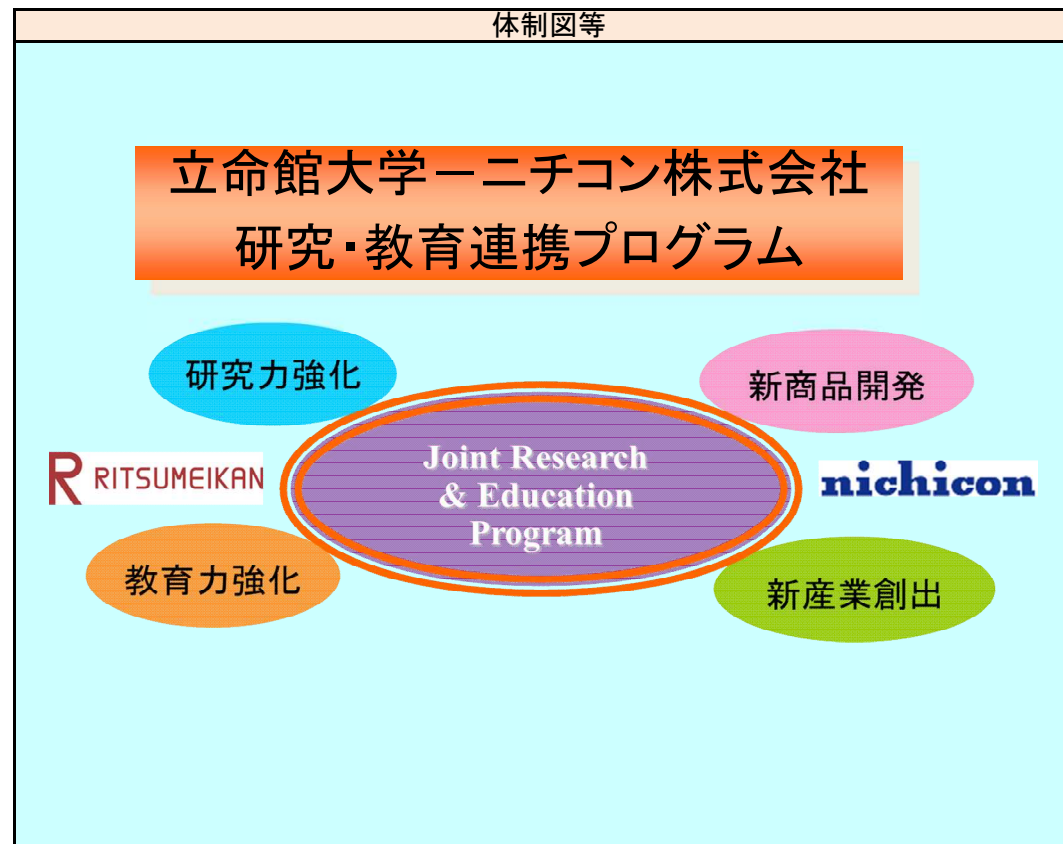 体制図等
立命館大学－ニチコン株式会社
研究・教育連携プログラム
研究力強化
新商品開発
RITSUMEIKAN
Joint Research
& Education
Program
nichicon
教育力強化
新産業創出